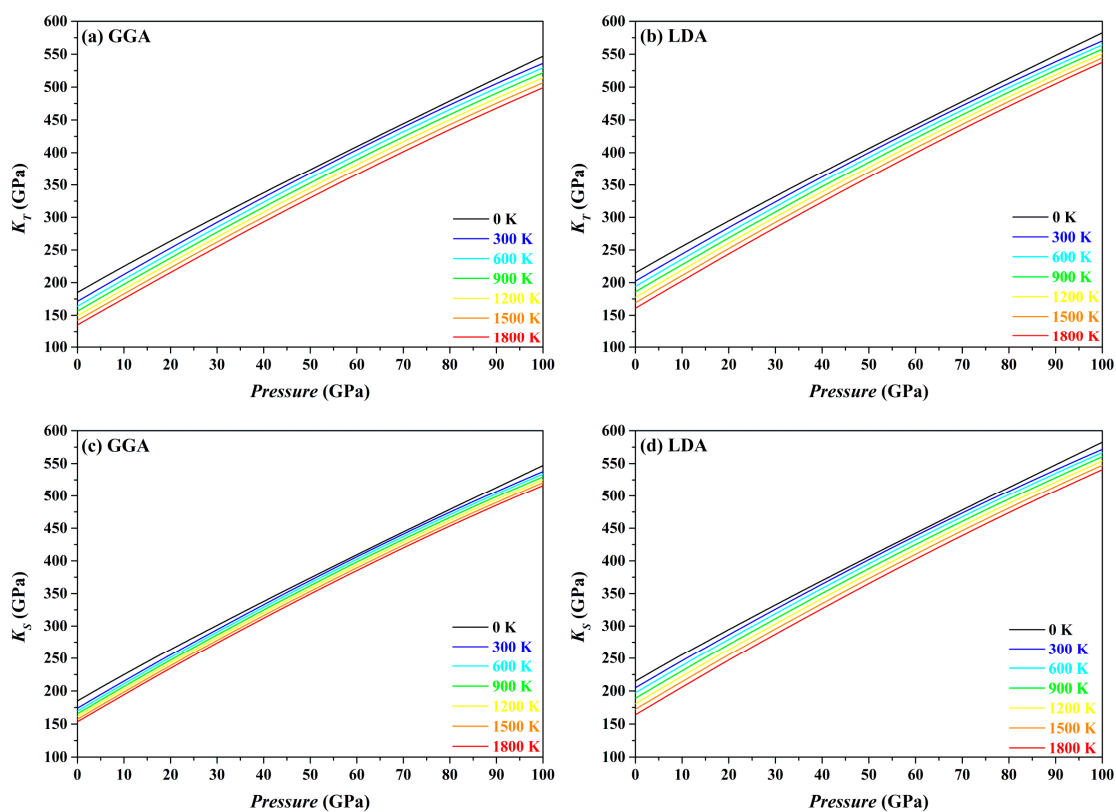 (a) GGA
600
550
500
450
400
350
300
250
200
150
100
K_T (GPa)
0 K
300 K
600 K
900 K
1200 K
1500 K
1800 K
0 10 20 30 40 50 60 70 80 90 100
Pressure (GPa)
(b) LDA
600
550
500
450
400
350
300
250
200
150
100
K_T (GPa)
0 K
300 K
600 K
900 K
1200 K
1500 K
1800 K
0 10 20 30 40 50 60 70 80 90 100
Pressure (GPa)
(c) GGA
600
550
500
450
400
350
300
250
200
150
100
K_S (GPa)
0 K
300 K
600 K
900 K
1200 K
1500 K
1800 K
0 10 20 30 40 50 60 70 80 90 100
Pressure (GPa)
(d) LDA
600
550
500
450
400
350
300
250
200
150
100
K_S (GPa)
0 K
300 K
600 K
900 K
1200 K
1500 K
1800 K
0 10 20 30 40 50 60 70 80 90 100
Pressure (GPa)